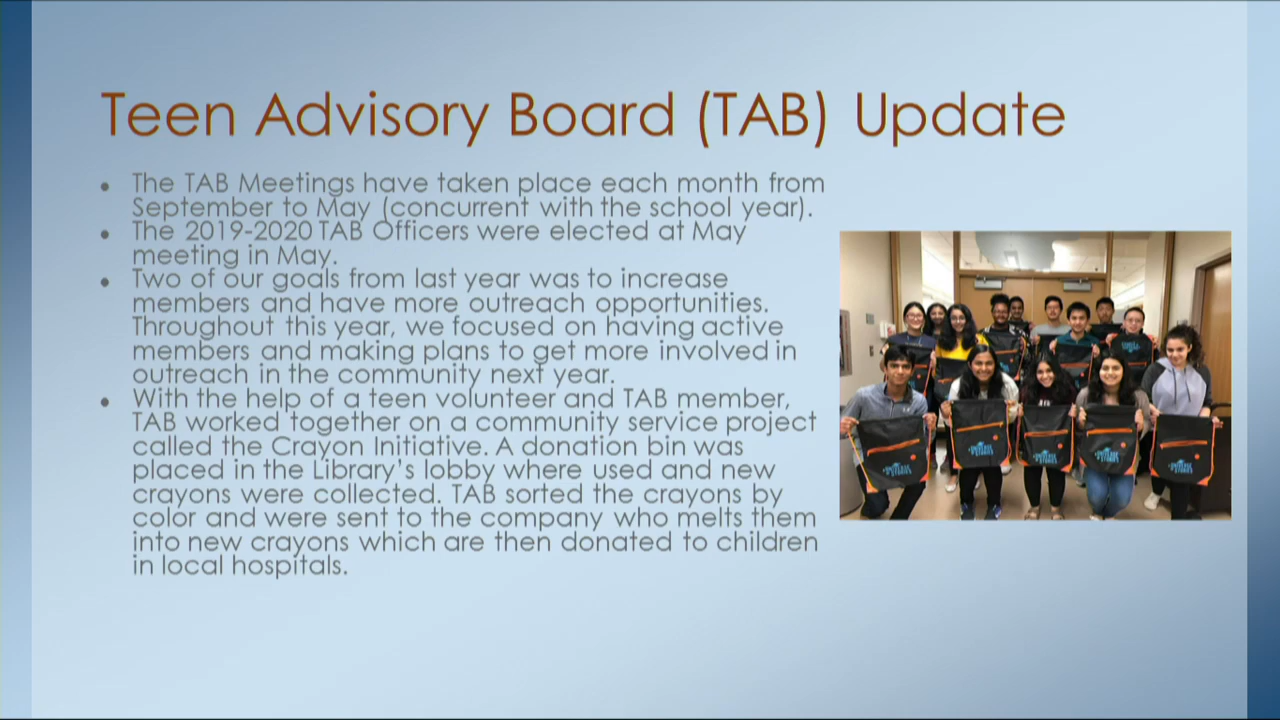 Teen Advisory Board (TAB) Update
• The TAB Meetings have taken place each month from
September to May (concurrent with the school year).
• The 2019-2020 TAB Officers were elected at May
meeting in May.
• Two of our goals from last year was to increase
members and have more outreach opportunities.
Throughout this year, we focused on having active
members and making plans to get more involved in
outreach in the community next year.
• With the help of a teen volunteer and TAB member,
TAB worked together on a community service project
called the Crayon Initiative. A donation bin was
placed in the Library's lobby where used and new
crayons were collected. TAB sorted the crayons by
color and were sent to the company who melts them
into new crayons which are then donated to children
in local hospitals.